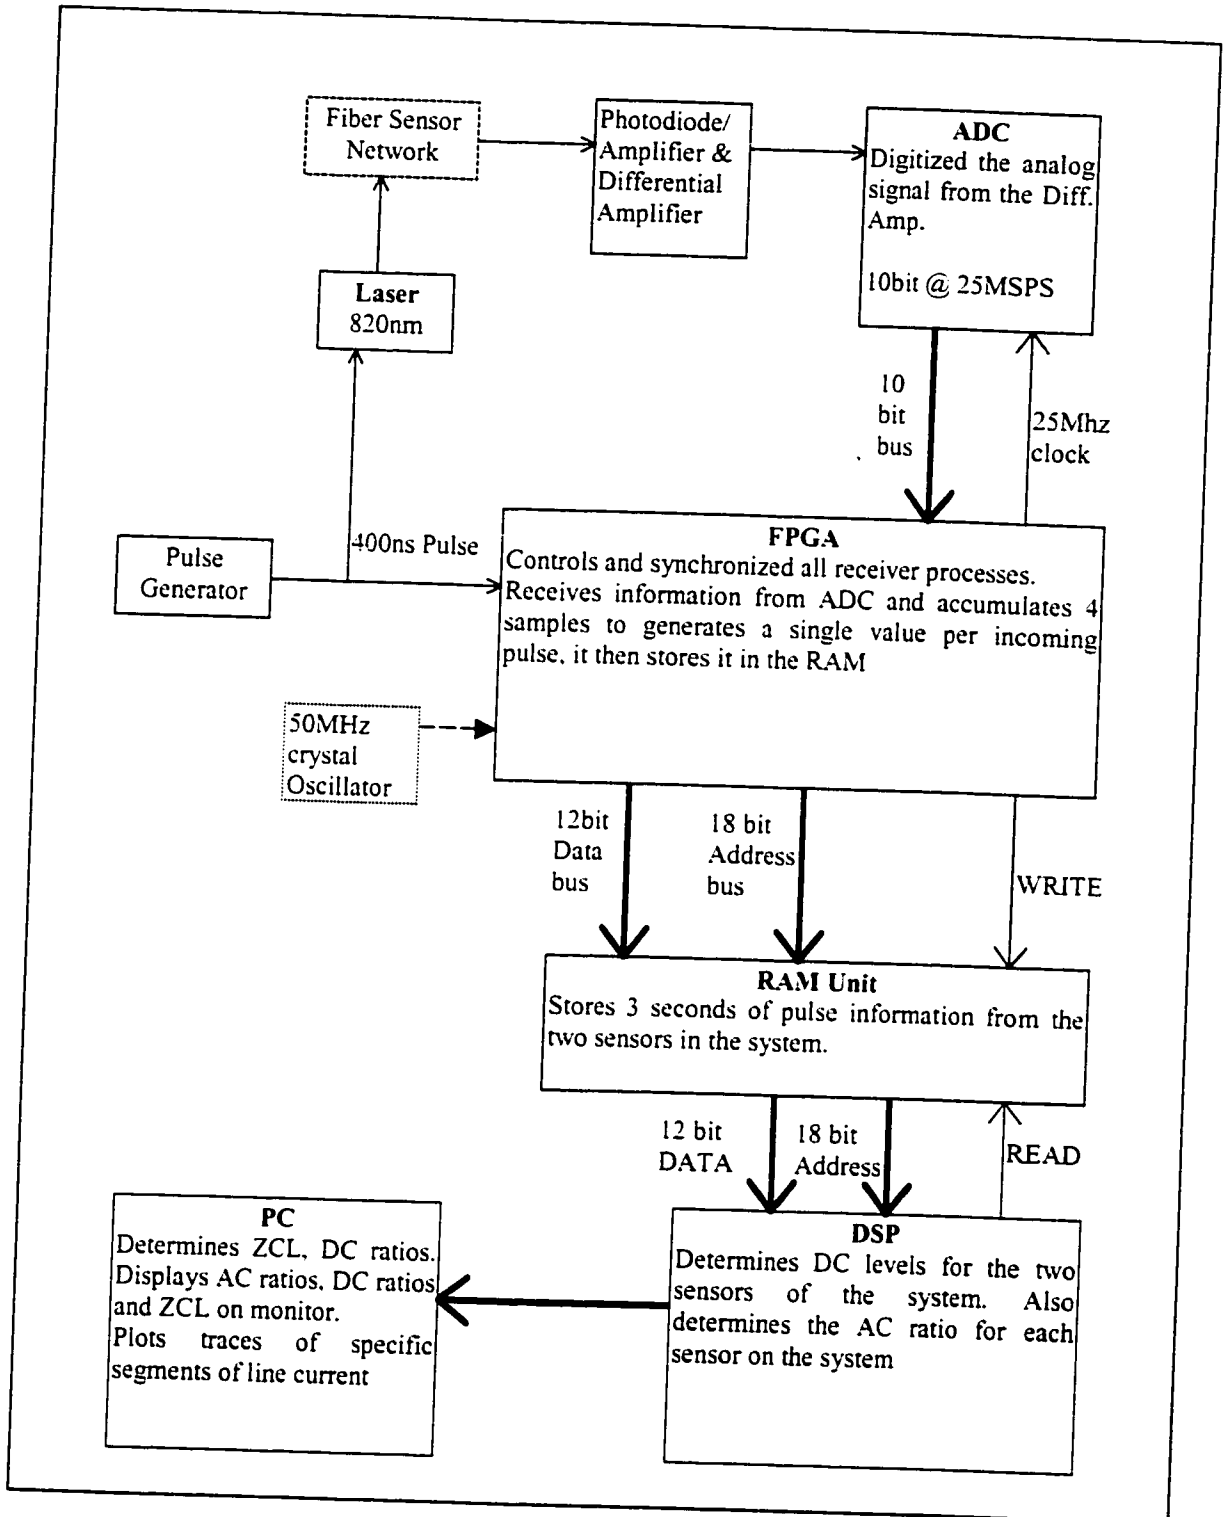 Fiber Sensor
Network
Photodiode/
Amplifier &
Differential
Amplifier
ADC
Digitized the analog
signal from the Diff.
Amp.
10bit @ 25MSPS
Laser
820nm
10
bit
bus
25Mhz
clock
Pulse
Generator
400ns Pulse
FPGA
Controls and synchronized all receiver processes.
Receives information from ADC and accumulates 4
samples to generates a single value per incoming
pulse, it then stores it in the RAM
50MHz
crystal
Oscillator
12bit
Data
bus
18 bit
Address
bus
WRITE
RAM Unit
Stores 3 seconds of pulse information from the
two sensors in the system.
12 bit
DATA
18 bit
Address
READ
PC
Determines ZCL, DC ratios.
Displays AC ratios, DC ratios
and ZCL on monitor.
Plots traces of specific
segments of line current
DSP
Determines DC levels for the two
sensors of the system. Also
determines the AC ratio for each
sensor on the system